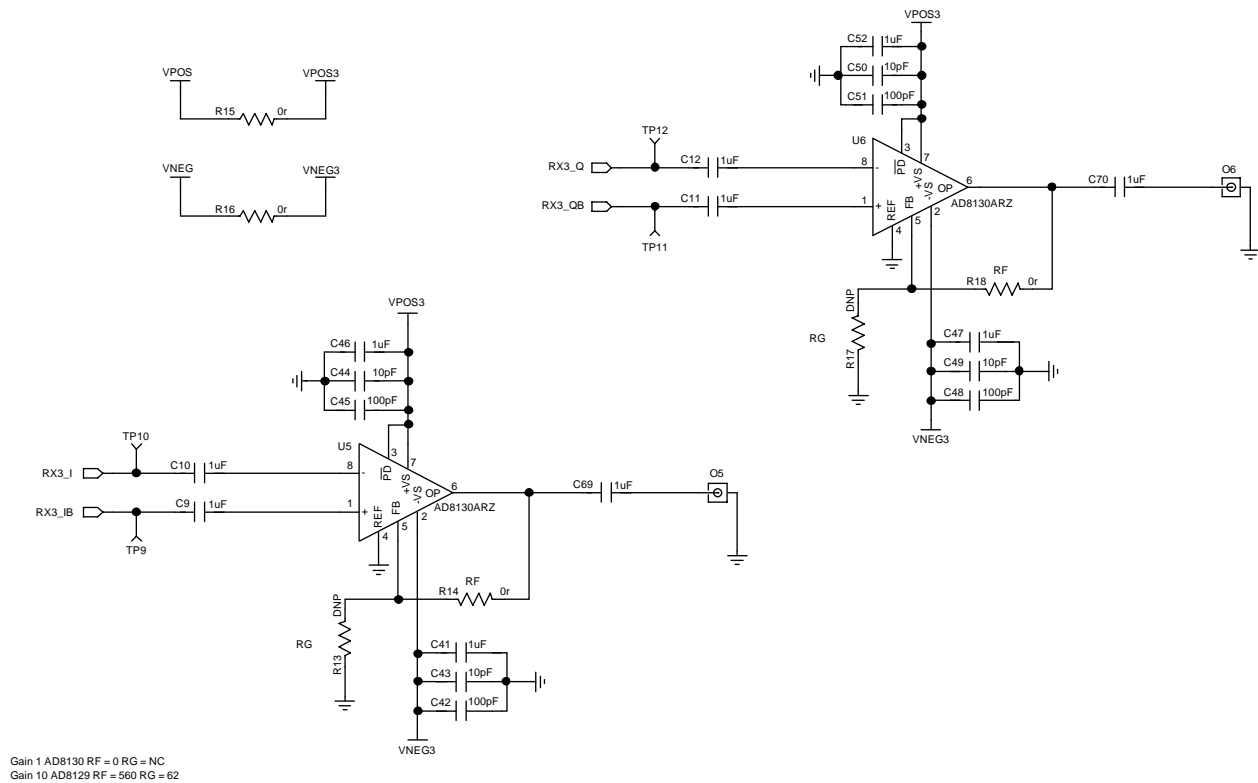 VPOS
VPOS3
R15
0r
VNEG
VNEG3
R16
0r
VPOS3
C52
1uF
C50
10pF
C51
100pF
TP12
U6
3
7
RX3_Q
C12
1uF
8
-
PD
+VS
-VS
OP
6
C70
1uF
O6
RX3_QB
C11
1uF
1
+
REF
FB
2
AD8130ARZ
TP11
4
5
RF
R18
0r
DNP
RG
R17
C47
1uF
C49
10pF
C48
100pF
VNEG3
VPOS3
C46
1uF
C44
10pF
C45
100pF
TP10
U5
3
7
RX3_I
C10
1uF
8
-
PD
+VS
-VS
OP
6
C69
1uF
O5
RX3_IB
C9
1uF
1
+
REF
FB
2
AD8130ARZ
TP9
4
5
RF
R14
0r
DNP
RG
R13
C41
1uF
C43
10pF
C42
100pF
VNEG3
Gain 1 AD8130 RF = 0 RG = NC
Gain 10 AD8129 RF = 560 RG = 62